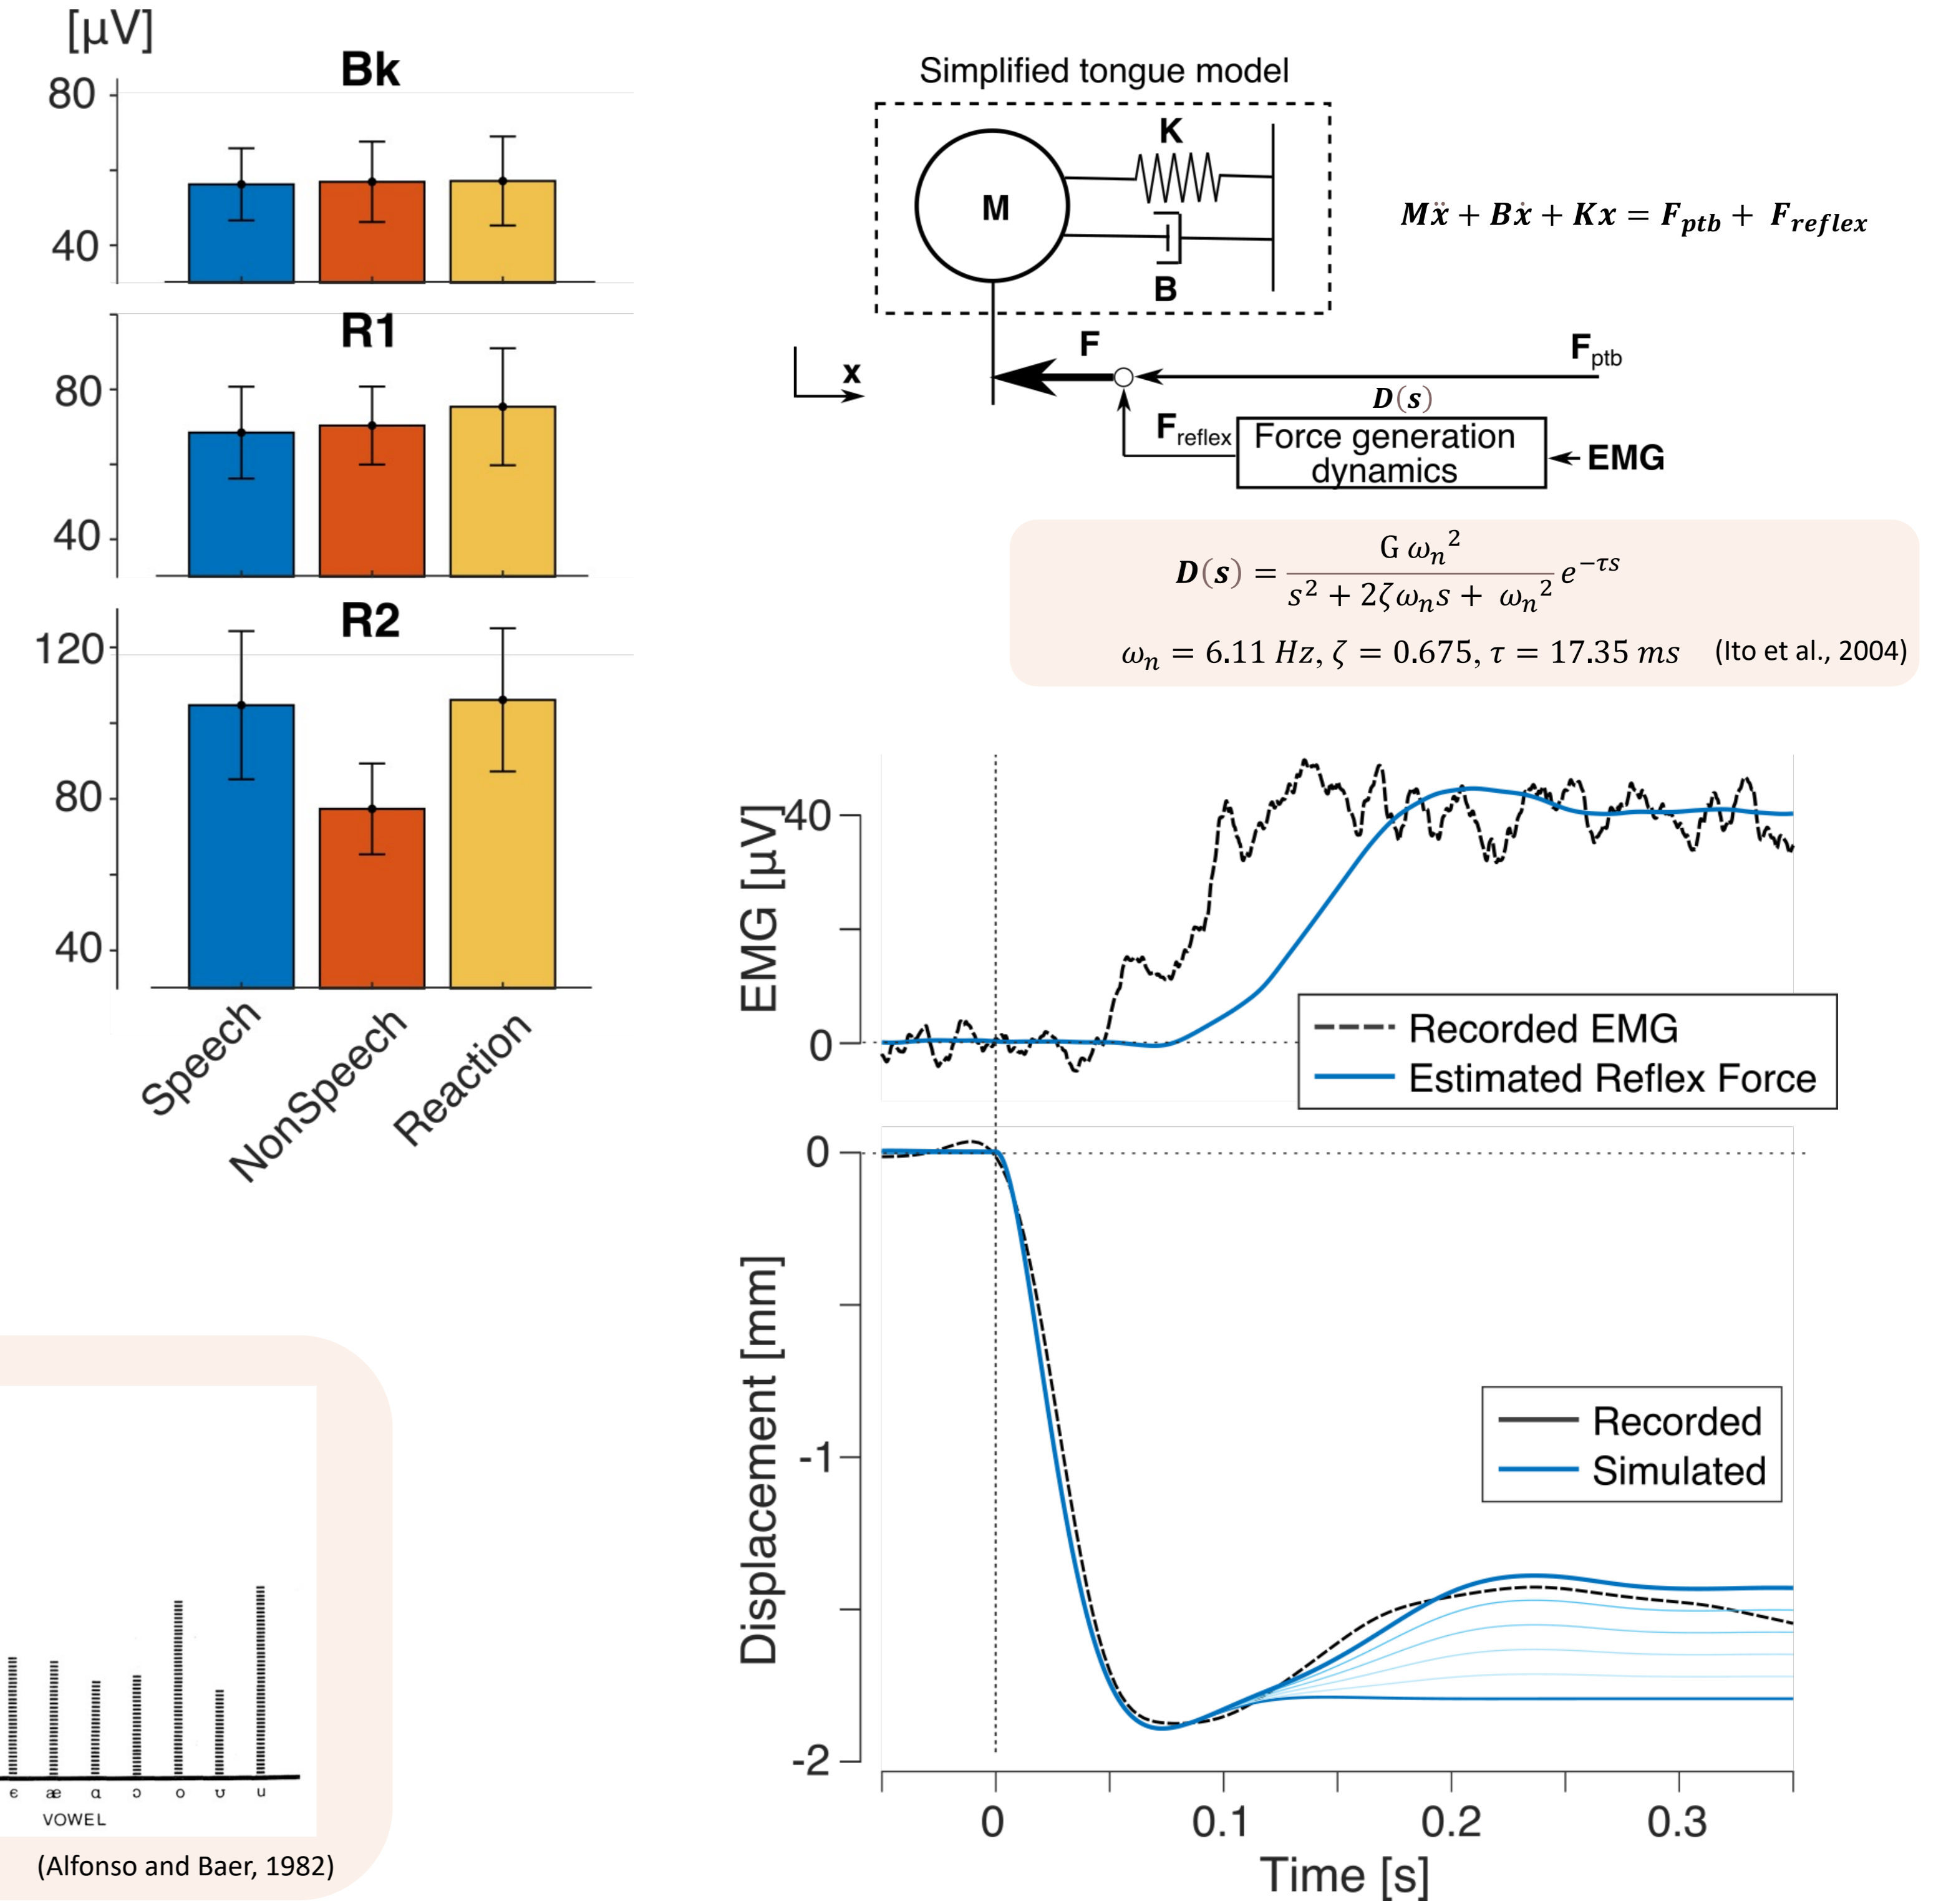 [µV]
Bk
80
40
R1
80
40
R2
120
80
40
Speech
NonSpeech
Reaction
ɛ æ ɑ ɔ o ʊ u
VOWEL
(Alfonso and Baer, 1982)
Simplified tongue model
K
M
B
Mẍ + Bẋ + Kx = F_ptb + F_reflex
x
F
F_ptb
D(s)
F_reflex
Force generation
dynamics
EMG
D(s) = G ω_n² / (s² + 2ζω_n s + ω_n²) e^{−τs}
ω_n = 6.11 Hz, ζ = 0.675, τ = 17.35 ms (Ito et al., 2004)
EMG [µV]
40
0
Recorded EMG
Estimated Reflex Force
Displacement [mm]
0
-1
-2
Recorded
Simulated
0 0.1 0.2 0.3
Time [s]